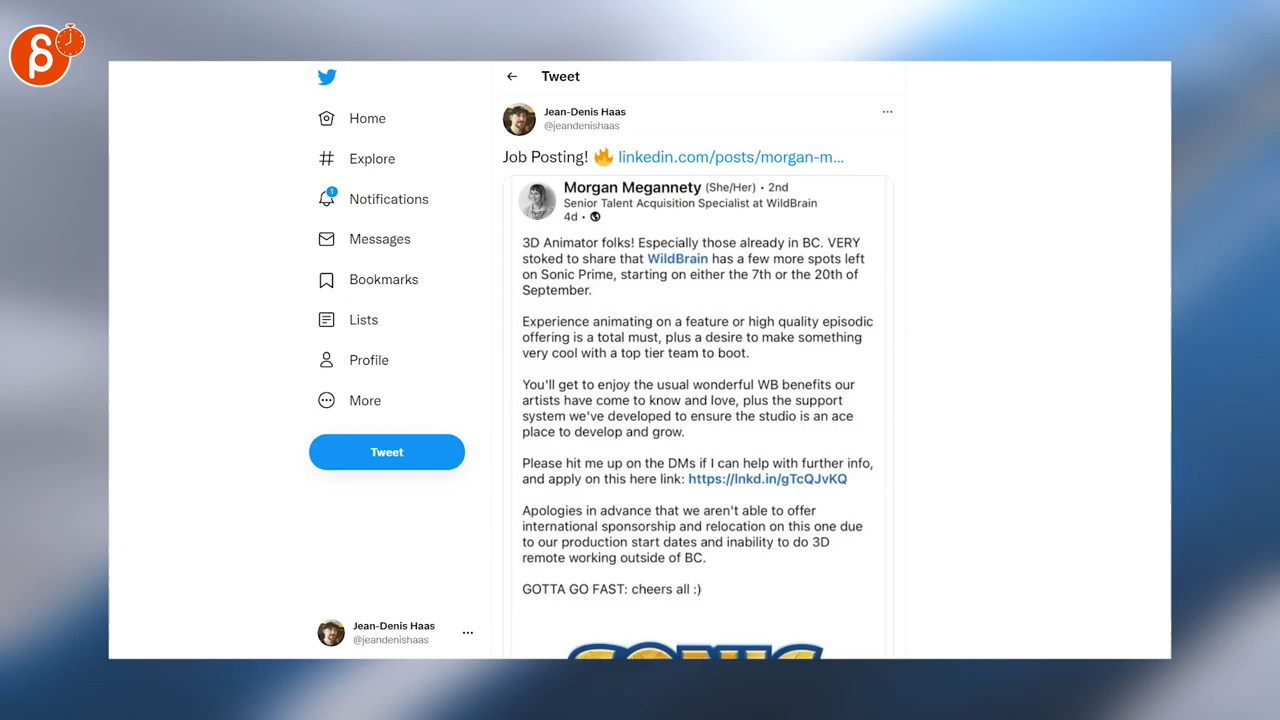 Tweet
Jean-Denis Haas
@jeandenishaas
Job Posting! 🔥 linkedin.com/posts/morgan-m...
Home
Explore
1
Notifications
Messages
Bookmarks
Lists
Profile
More
Tweet
Jean-Denis Haas
@jeandenishaas
Morgan Megannety (She/Her) • 2nd
Senior Talent Acquisition Specialist at WildBrain
4d •
3D Animator folks! Especially those already in BC. VERY
stoked to share that WildBrain has a few more spots left
on Sonic Prime, starting on either the 7th or the 20th of
September.
Experience animating on a feature or high quality episodic
offering is a total must, plus a desire to make something
very cool with a top tier team to boot.
You'll get to enjoy the usual wonderful WB benefits our
artists have come to know and love, plus the support
system we've developed to ensure the studio is an ace
place to develop and grow.
Please hit me up on the DMs if I can help with further info,
and apply on this here link: https://lnkd.in/gTcQJvKQ
Apologies in advance that we aren't able to offer
international sponsorship and relocation on this one due
to our production start dates and inability to do 3D
remote working outside of BC.
GOTTA GO FAST: cheers all :)
SONIC